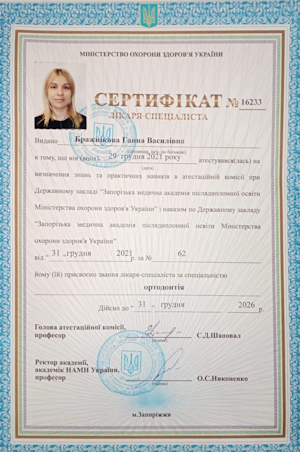 МІНІСТЕРСТВО ОХОРОНИ ЗДОРОВ'Я УКРАЇНИ
СЕРТИФІКАТ № 16233
ЛІКАРЯ-СПЕЦІАЛІСТА
Видано Бражнікова Ганна Василівна
(прізвище, ім'я, по батькові)
в тому, що він (вона) 29 грудня 2021 року атестувався(лась) на
(дата)
визначення знань та практичних навиків в атестаційній комісії при
Державному закладі "Запорізька медична академія післядипломної освіти
Міністерства охорони здоров'я України" і наказом по Державному закладу
"Запорізька медична академія післядипломної освіти Міністерства
охорони здоров'я України"
від " 31 " грудня 2021 р. за № 62
йому (їй) присвоєно звання лікаря-спеціаліста за спеціальністю
ортодонтія
Дійсно до " 31 " грудня 2026 р.
Голова атестаційної комісії,
професор С.Д.Шаповал
Ректор академії,
академік НАМН України,
професор О.С.Никоненко
м.Запоріжжя